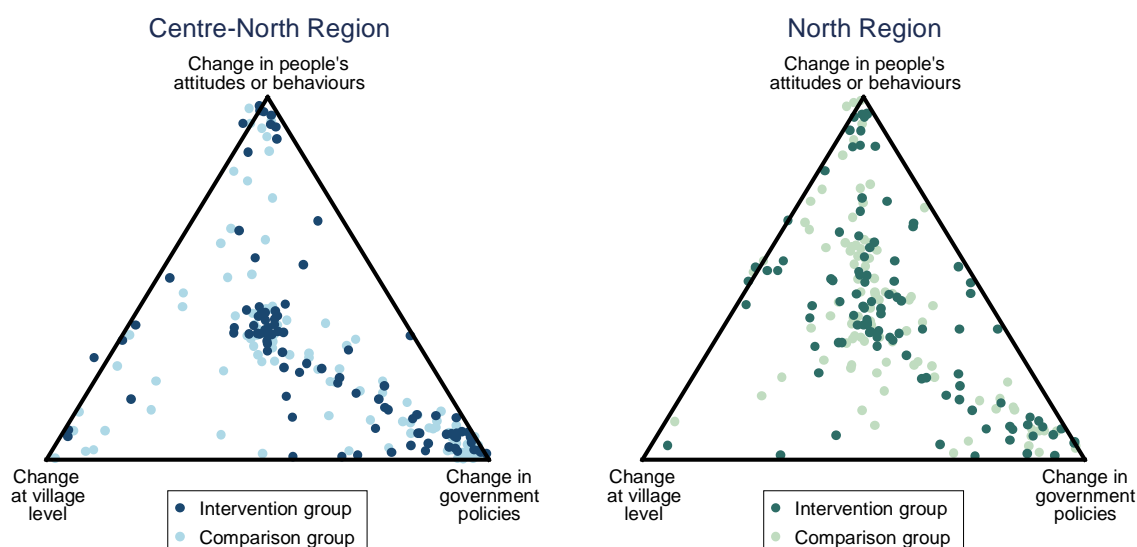 Centre-North Region
Change in people's
attitudes or behaviours
Change
at village
level
Change in
government
policies
Intervention group
Comparison group
North Region
Change in people's
attitudes or behaviours
Change
at village
level
Change in
government
policies
Intervention group
Comparison group